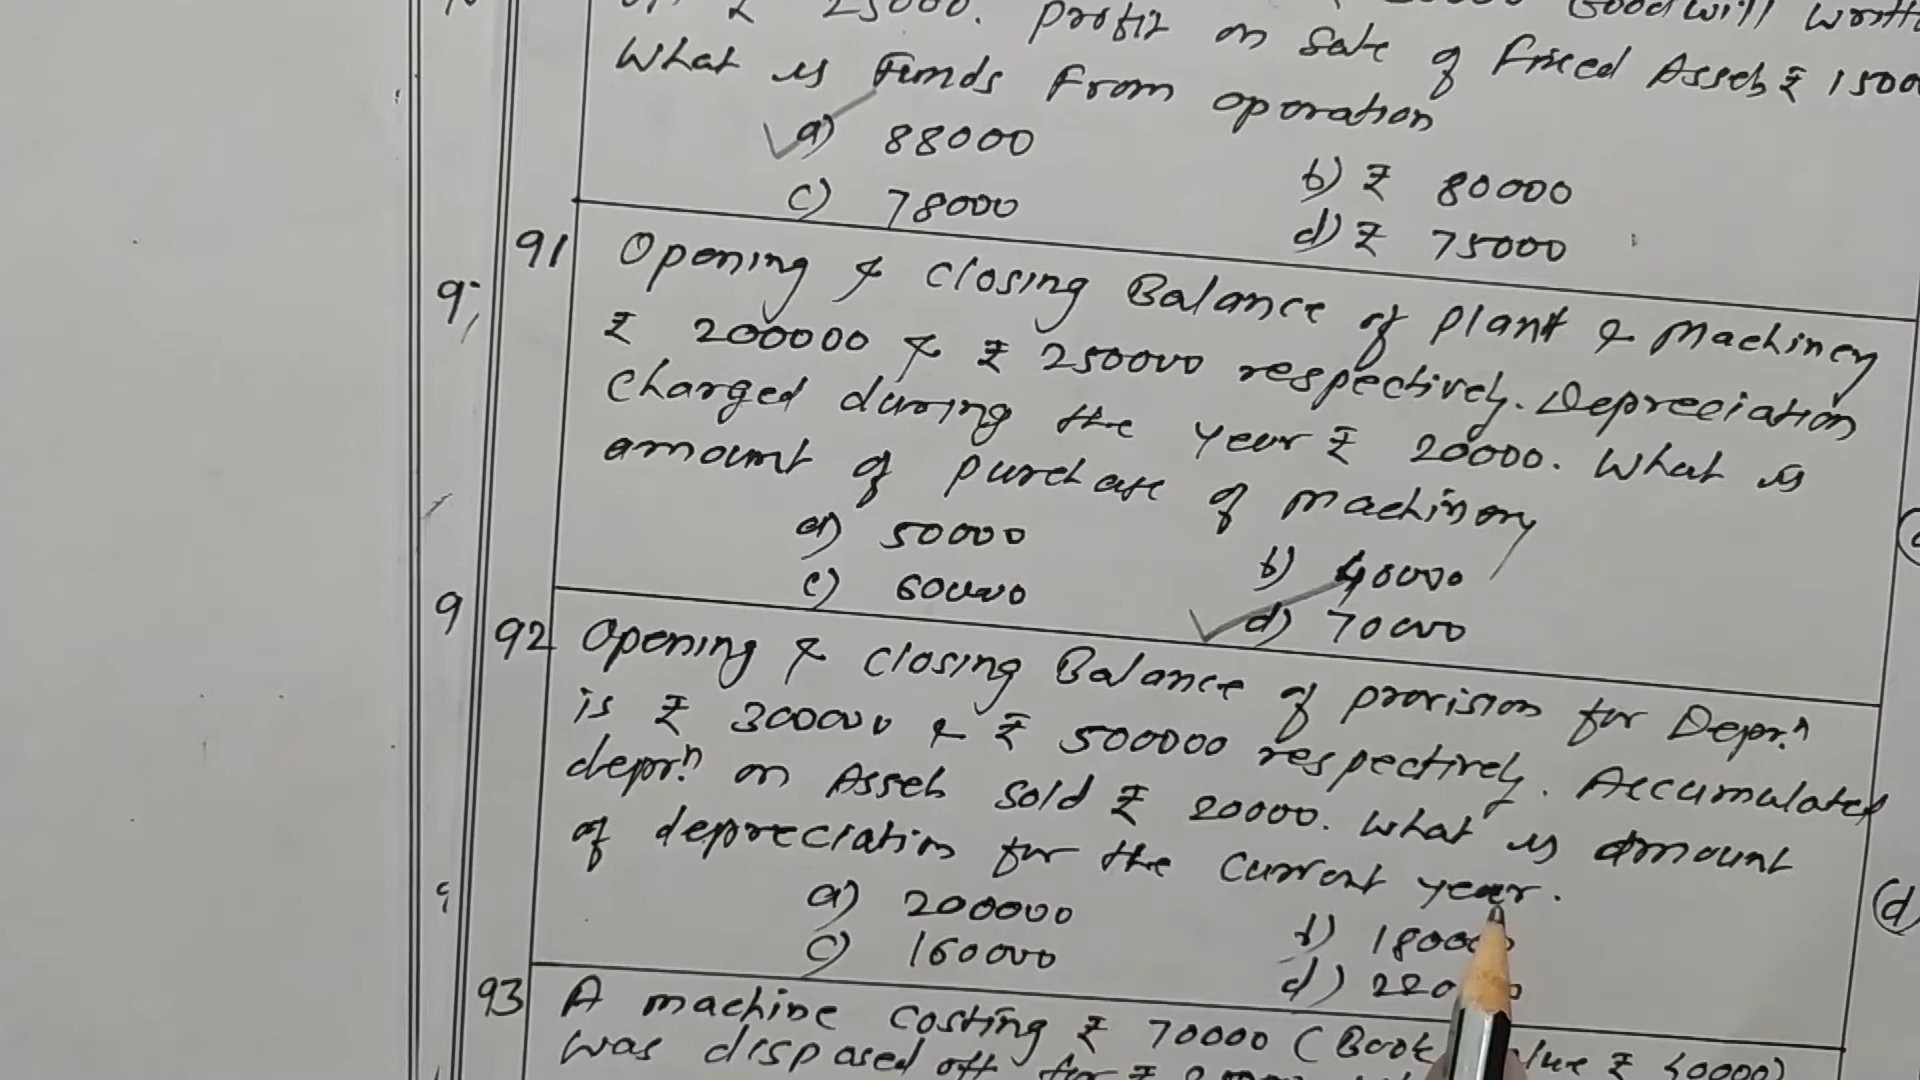 ₹ 25000. Profit on sale of Fixed Assets ₹ 1500
What is Funds From operation
a) 88000
b) ₹ 80000
c) 78000
d) ₹ 75000
91 Opening & Closing Balance of Plant & Machinery
₹ 200000 & ₹ 250000 respectively. Depreciation
Charged during the year ₹ 20000. What is
amount of purchase of machinery
a) 50000
b) 40000
c) 60000
d) 70000
92 Opening & Closing Balance of provision for Depr.n
is ₹ 300000 & ₹ 500000 respectively. Accumulated
depr.n on Assets sold ₹ 20000. What is amount
of depreciation for the current year.
a) 200000
b)
c) 160000
d)
(d)
93 A machine costing ₹ 70000 (Book
was disposed off for ₹